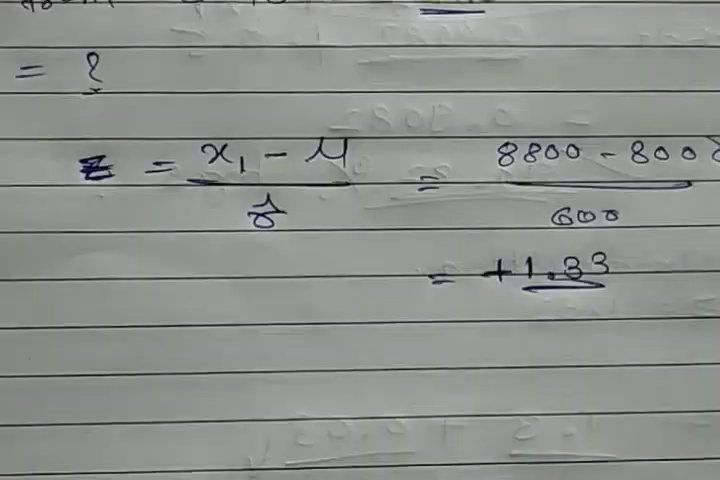 = ?
z = x₁ - μ / σ = 8800 - 8000 / 600
= +1.33